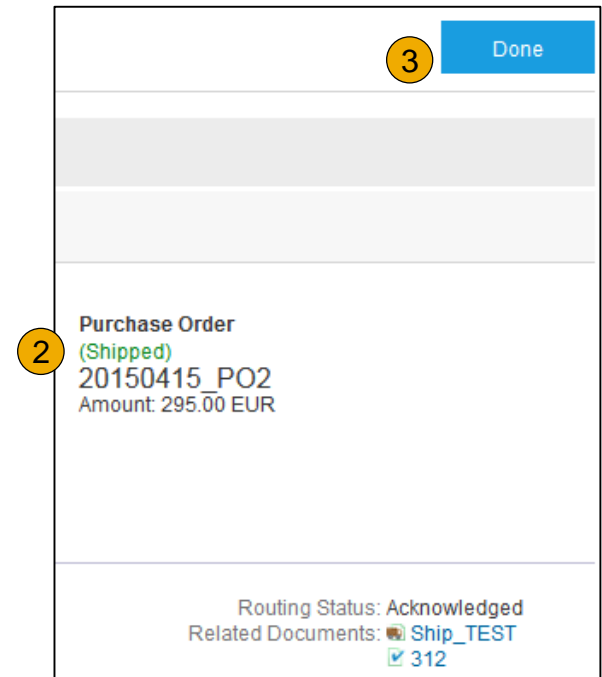 3
Done
Purchase Order
2
(Shipped)
20150415_PO2
Amount: 295.00 EUR
Routing Status: Acknowledged
Related Documents: Ship_TEST
312